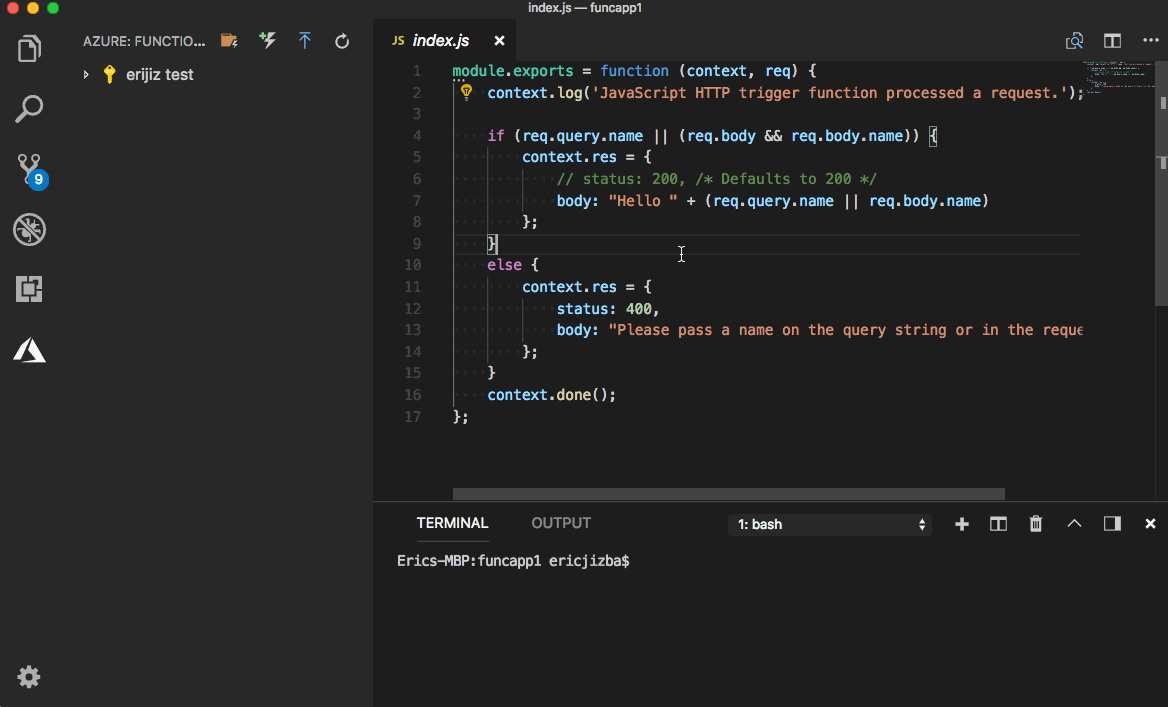 index.js — funcapp1
AZURE: FUNCTIO...
erijiz test
9
JS index.js
1 module.exports = function (context, req) {
2 context.log('JavaScript HTTP trigger function processed a request.');
3
4 if (req.query.name || (req.body && req.body.name)) {
5 context.res = {
6 // status: 200, /* Defaults to 200 */
7 body: "Hello " + (req.query.name || req.body.name)
8 };
9 }
10 else {
11 context.res = {
12 status: 400,
13 body: "Please pass a name on the query string or in the reque
14 };
15 }
16 context.done();
17 };
TERMINAL OUTPUT 1: bash
Erics-MBP:funcapp1 ericjizba$